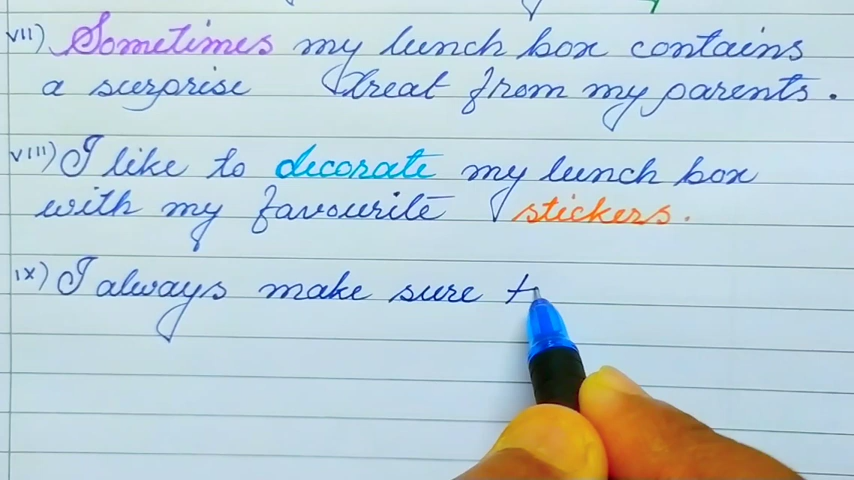 VII) Sometimes my lunch box contains
a surprise treat from my parents.
VIII) I like to decorate my lunch box
with my favourite stickers.
IX) I always make sure t